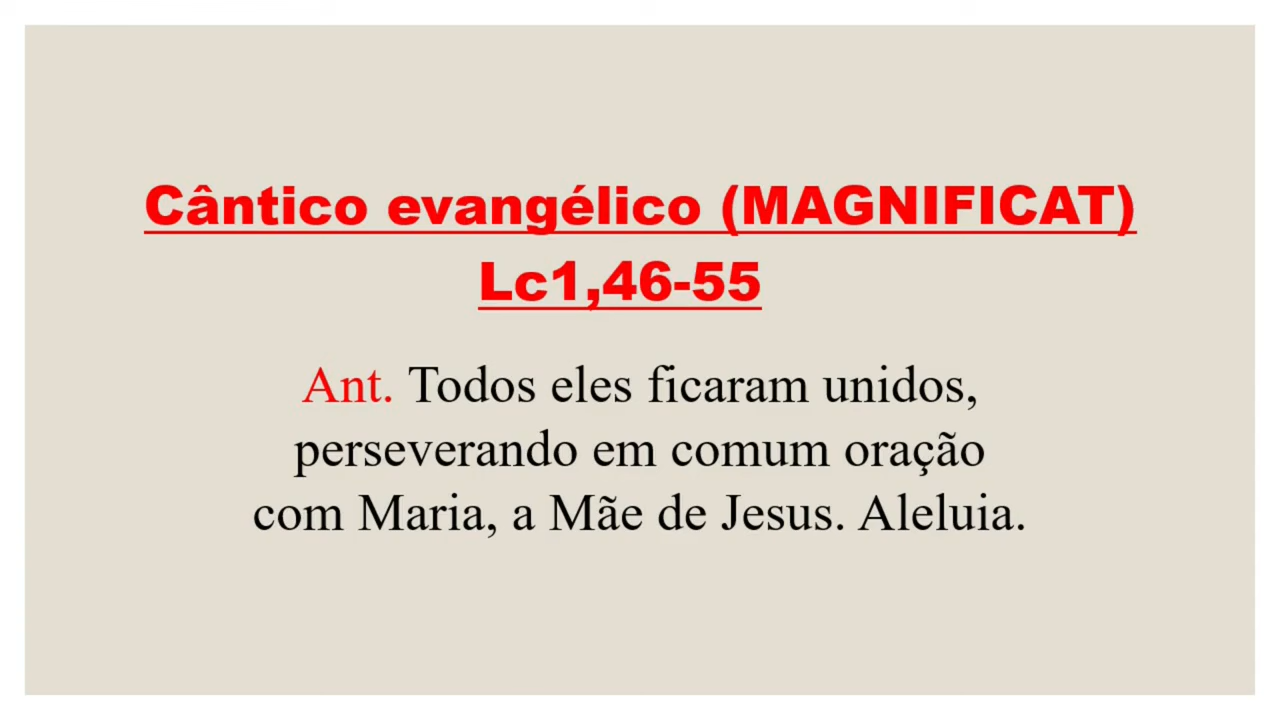 Cântico evangélico (MAGNIFICAT)
Lc1,46-55
Ant. Todos eles ficaram unidos,
perseverando em comum oração
com Maria, a Mãe de Jesus. Aleluia.